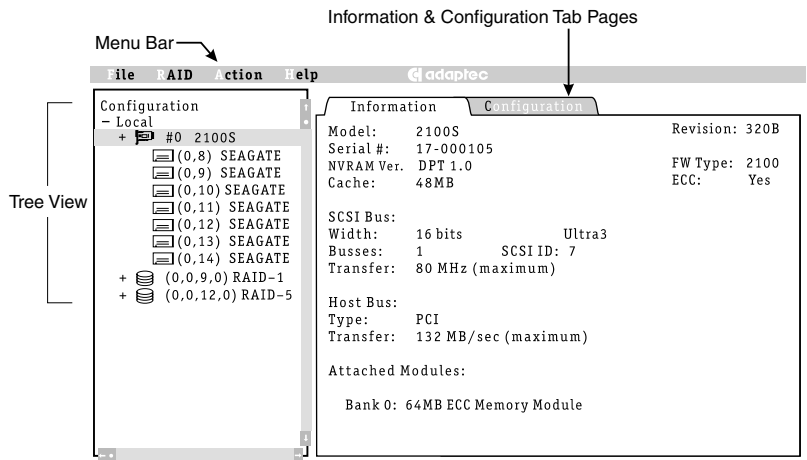 Information & Configuration Tab Pages
Menu Bar
File RAID Action Help adaptec
Tree View
Configuration
– Local
+ #0 2100S
(0,8) SEAGATE
(0,9) SEAGATE
(0,10) SEAGATE
(0,11) SEAGATE
(0,12) SEAGATE
(0,13) SEAGATE
(0,14) SEAGATE
+ (0,0,9,0) RAID–1
+ (0,0,12,0) RAID–5
Information Configuration
Model: 2100S Revision: 320B
Serial #: 17-000105
NVRAM Ver. DPT 1.0 FW Type: 2100
Cache: 48MB ECC: Yes
SCSI Bus:
Width: 16 bits Ultra3
Busses: 1 SCSI ID: 7
Transfer: 80 MHz (maximum)
Host Bus:
Type: PCI
Transfer: 132 MB/sec (maximum)
Attached Modules:
Bank 0: 64MB ECC Memory Module